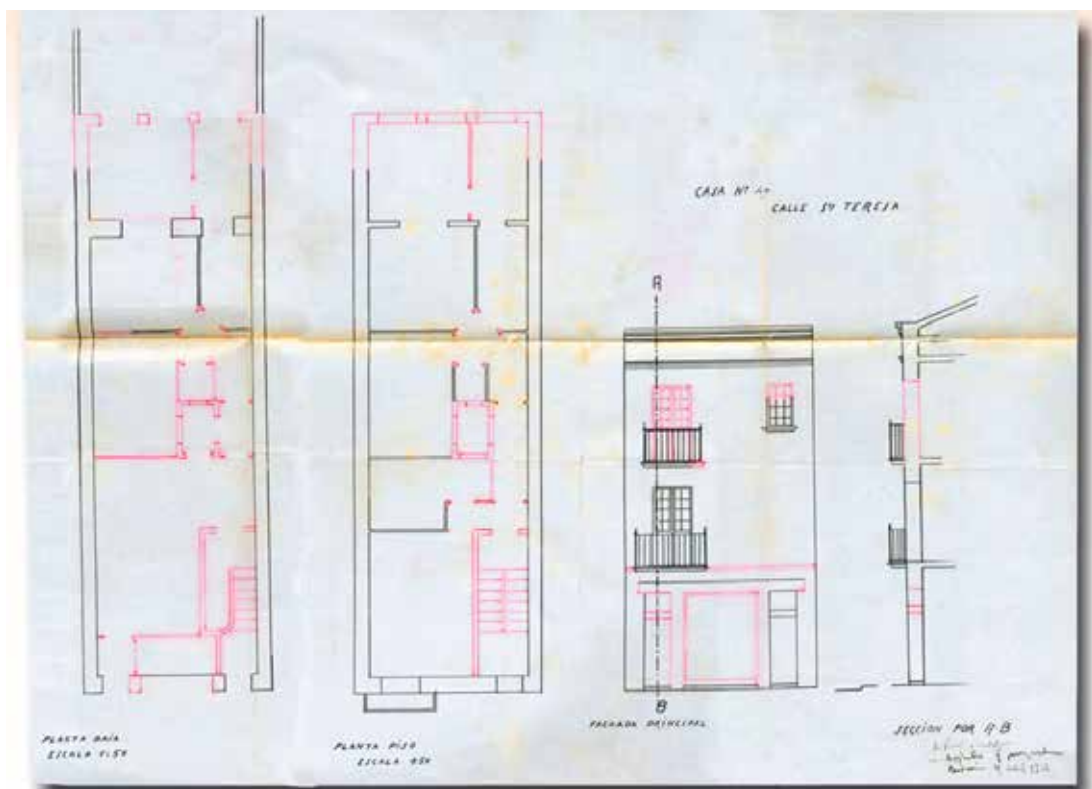 CASA Nº
CALLE Sª TERESA
A
B
PLANTA BAJA
ESCALA 1:50
PLANTA PISO
ESCALA 1:50
FACHADA PRINCIPAL
SECCION POR A-B